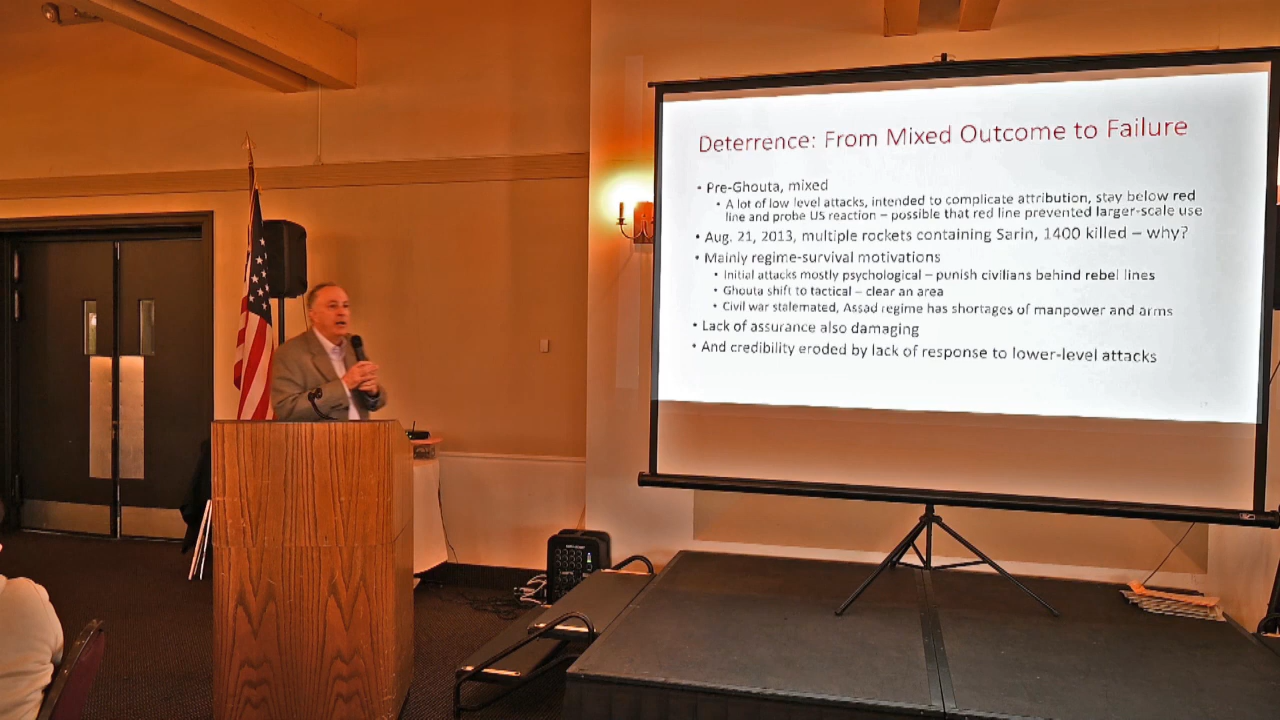 Deterrence: From Mixed Outcome to Failure
• Pre-Ghouta, mixed
• A lot of low level attacks, intended to complicate attribution, stay below red
line and probe US reaction – possible that red line prevented larger-scale use
• Aug. 21, 2013, multiple rockets containing Sarin, 1400 killed – why?
• Mainly regime-survival motivations
• Initial attacks mostly psychological – punish civilians behind rebel lines
• Ghouta shift to tactical – clear an area
• Civil war stalemated, Assad regime has shortages of manpower and arms
• Lack of assurance also damaging
• And credibility eroded by lack of response to lower-level attacks